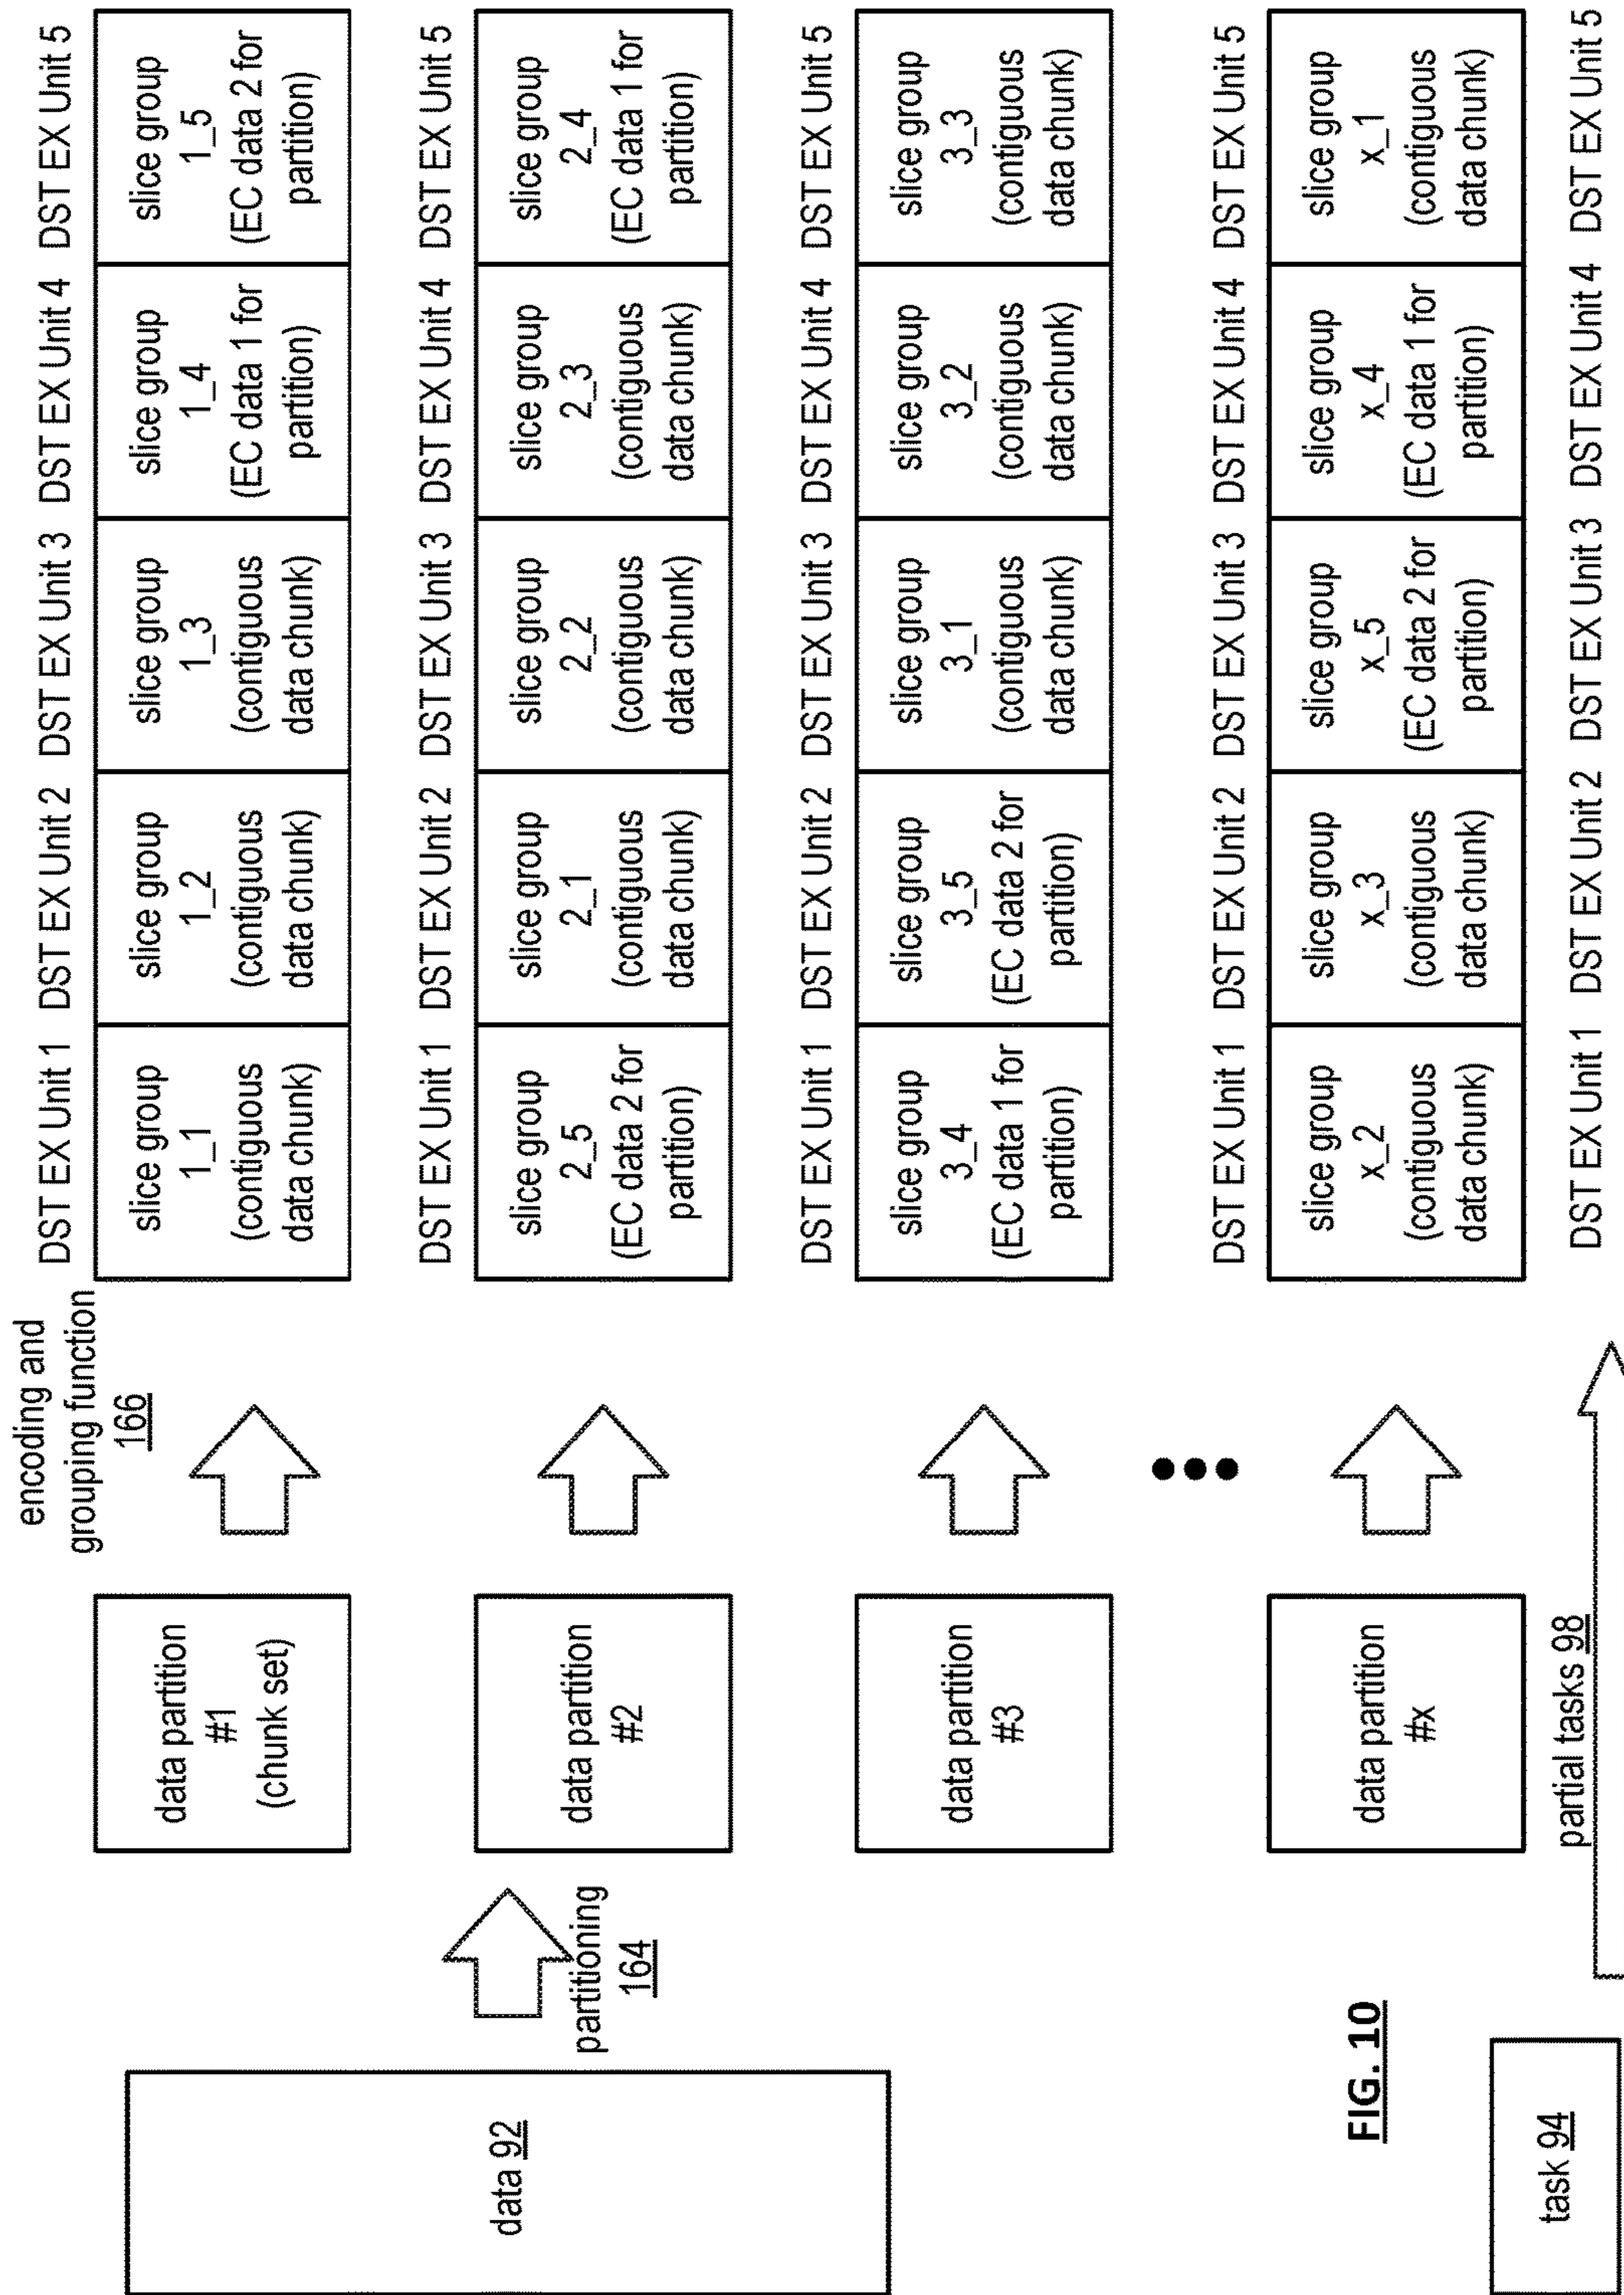 encoding and
grouping function
166
data 92
partitioning
164
data partition
#1
(chunk set)
DST EX Unit 1
DST EX Unit 2
DST EX Unit 3
DST EX Unit 4
DST EX Unit 5
slice group
1_1
(contiguous
data chunk)
slice group
1_2
(contiguous
data chunk)
slice group
1_3
(contiguous
data chunk)
slice group
1_4
(EC data 1 for
partition)
slice group
1_5
(EC data 2 for
partition)
data partition
#2
DST EX Unit 1
DST EX Unit 2
DST EX Unit 3
DST EX Unit 4
DST EX Unit 5
slice group
2_5
(EC data 2 for
partition)
slice group
2_1
(contiguous
data chunk)
slice group
2_2
(contiguous
data chunk)
slice group
2_3
(contiguous
data chunk)
slice group
2_4
(EC data 1 for
partition)
data partition
#3
DST EX Unit 1
DST EX Unit 2
DST EX Unit 3
DST EX Unit 4
DST EX Unit 5
slice group
3_4
(EC data 1 for
partition)
slice group
3_5
(EC data 2 for
partition)
slice group
3_1
(contiguous
data chunk)
slice group
3_2
(contiguous
data chunk)
slice group
3_3
(contiguous
data chunk)
data partition
#x
DST EX Unit 1
DST EX Unit 2
DST EX Unit 3
DST EX Unit 4
DST EX Unit 5
slice group
x_2
(contiguous
data chunk)
slice group
x_3
(contiguous
data chunk)
slice group
x_5
(EC data 2 for
partition)
slice group
x_4
(EC data 1 for
partition)
slice group
x_1
(contiguous
data chunk)
FIG. 10
task 94
partial tasks 98
DST EX Unit 1
DST EX Unit 2
DST EX Unit 3
DST EX Unit 4
DST EX Unit 5